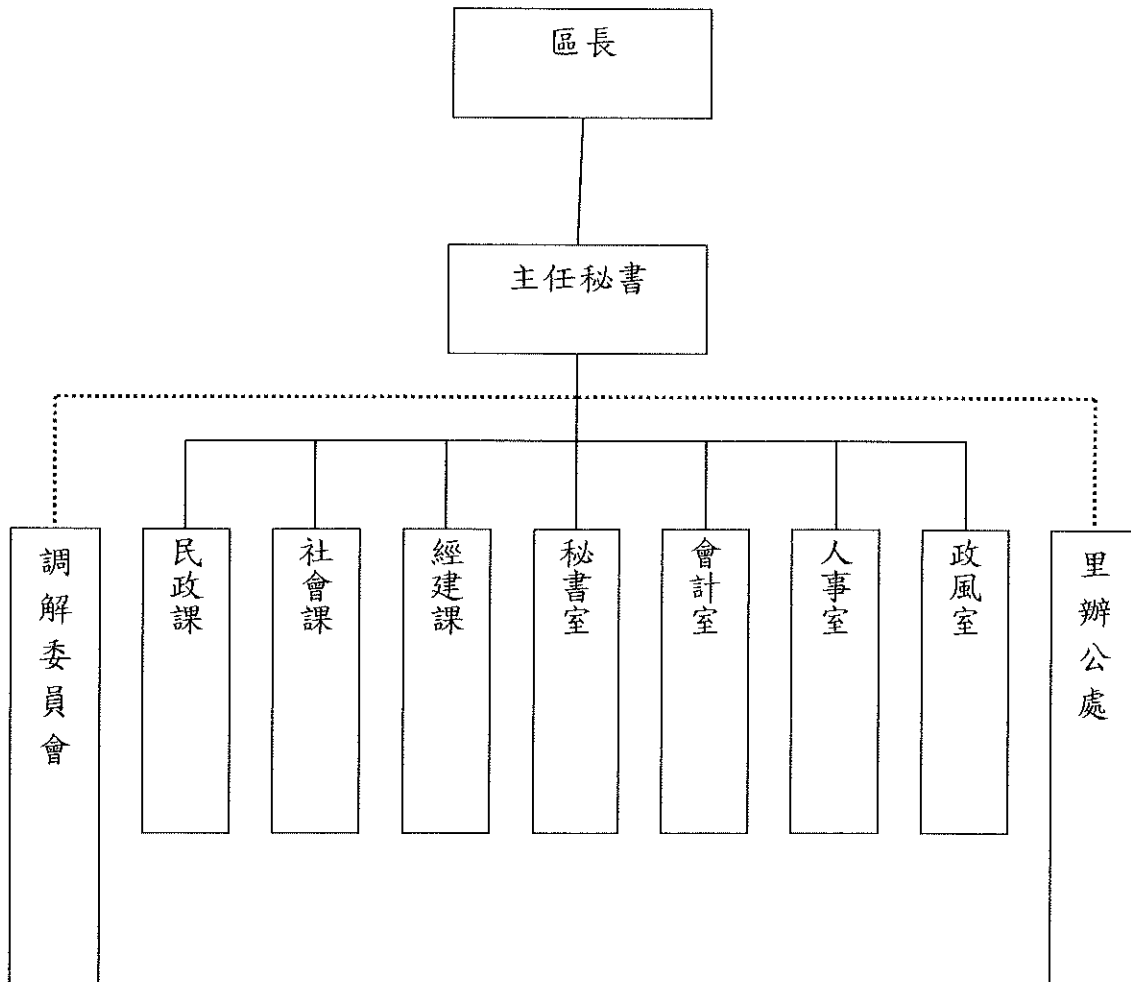 區長
主任秘書
調解委員會
民政課
社會課
經建課
秘書室
會計室
人事室
政風室
里辦公處